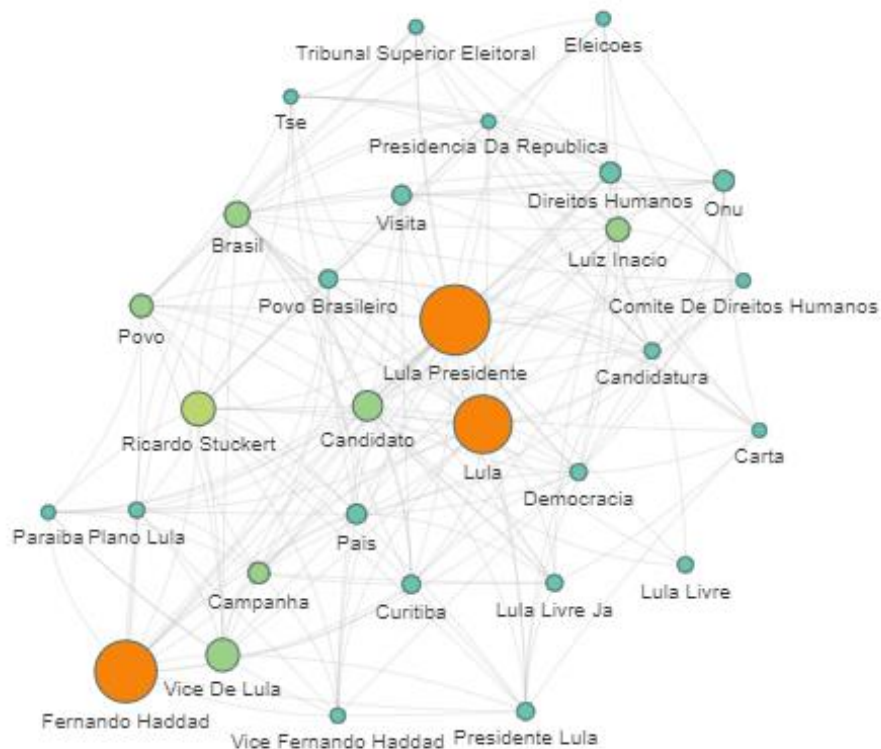 Eleicoes
Tribunal Superior Eleitoral
Tse
Presidencia Da Republica
Direitos Humanos
Onu
Visita
Brasil
Luiz Inacio
Povo Brasileiro
Comite De Direitos Humanos
Povo
Lula Presidente
Candidatura
Ricardo Stuckert
Candidato
Lula
Carta
Democracia
Paraiba
Plano Lula
Pais
Campanha
Curitiba
Lula Livre Ja
Lula Livre
Vice De Lula
Fernando Haddad
Vice Fernando Haddad
Presidente Lula